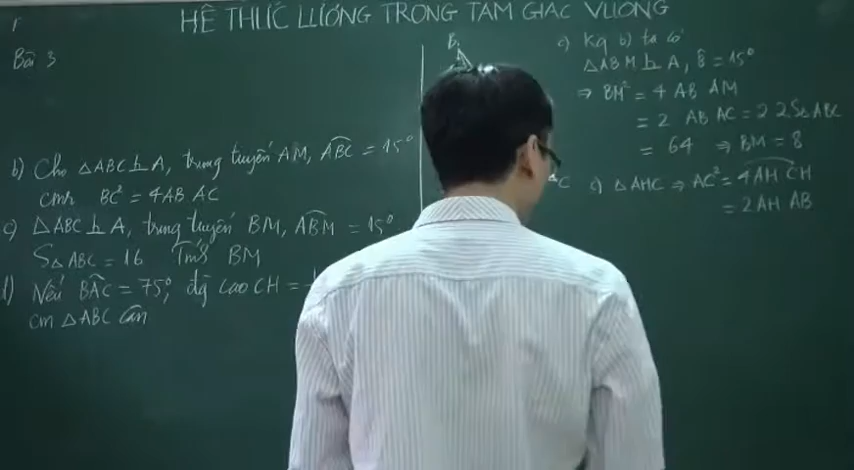 HỆ THỨC LƯỢNG TRONG TAM GIÁC VUÔNG
Bài 3
b) Cho △ABC ⊥ A, trung tuyến AM, ABC = 15°
cmr BC² = 4AB AC
c) △ABC ⊥ A, trung tuyến BM, ABM = 15°
S△ABC = 16 Tính BM
d) Nếu BAC = 75°, đg cao CH =
cm △ABC cân
B
C
c) Kq b) ta có
△ABM ⊥ A, B = 15°
⇒ BM² = 4 AB AM
= 2 AB AC = 2 2S△ABC
= 64 ⇒ BM = 8
c) △AHC ⇒ AC² = 4AH CH
= 2AH AB